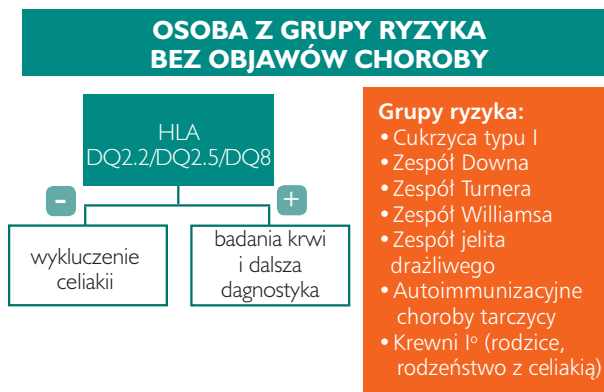 OSOBA Z GRUPY RYZYKA
BEZ OBJAWÓW CHOROBY
HLA
DQ2.2/DQ2.5/DQ8
-
+
wykluczenie
celiakii
badania krwi
i dalsza
dagnostyka
Grupy ryzyka:
• Cukrzyca typu I
• Zespół Downa
• Zespół Turnera
• Zespół Williamsa
• Zespół jelita
drażliwego
• Autoimmunizacyjne
choroby tarczycy
• Krewni Iº (rodzice,
rodzeństwo z celiakią)